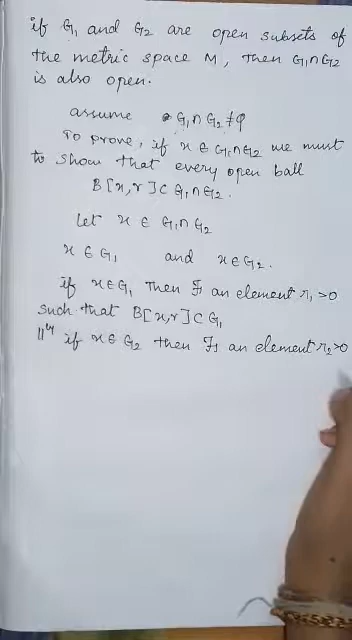 if G₁ and G₂ are open subsets of
the metric space M, then G₁∩G₂
is also open.
assume G₁∩G₂ ≠ φ
To prove, if x ∈ G₁∩G₂ we must
to show that every open ball
B[x,r] ⊂ G₁∩G₂.
Let x ∈ G₁∩G₂
x ∈ G₁ and x ∈ G₂.
if x ∈ G₁ Then ∃s an element r₁ >0
such that B[x,r] ⊂ G₁
111ly if x ∈ G₂ then ∃s an element r₂>0